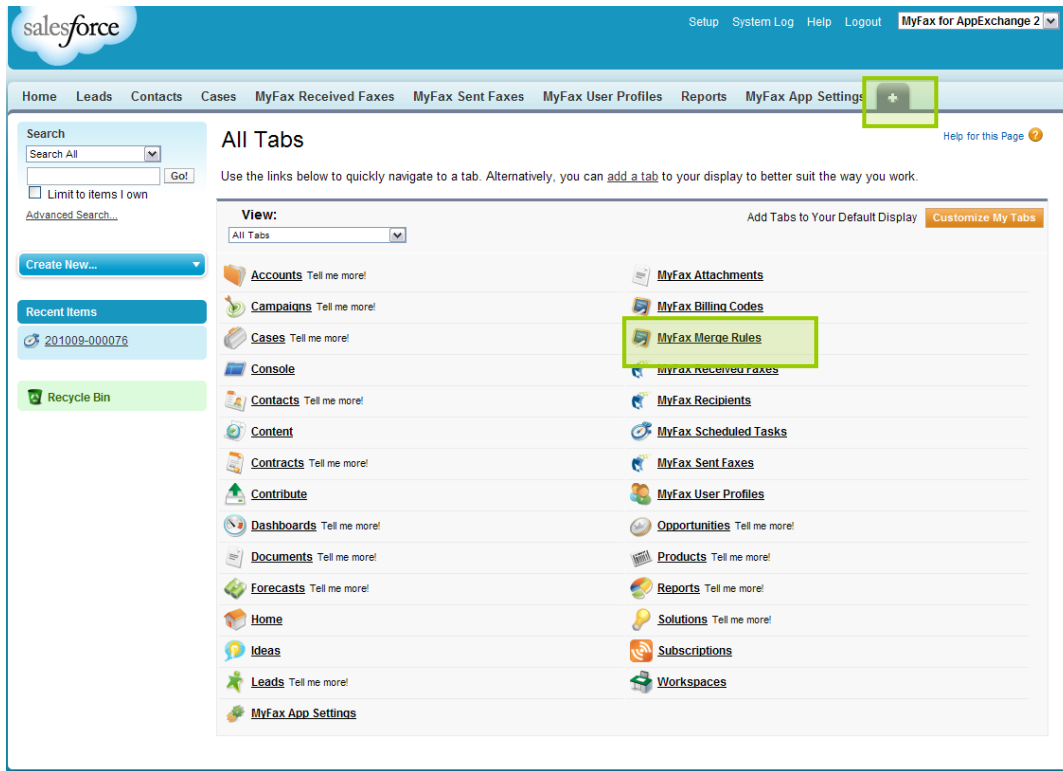 salesforce
Setup System Log Help Logout MyFax for AppExchange 2
Home Leads Contacts Cases MyFax Received Faxes MyFax Sent Faxes MyFax User Profiles Reports MyFax App Settings +
Search
Search All
Go!
Limit to items I own
Advanced Search...
Create New...
Recent Items
201009-000076
Recycle Bin
All Tabs
Help for this Page ?
Use the links below to quickly navigate to a tab. Alternatively, you can add a tab to your display to better suit the way you work.
View:
All Tabs
Add Tabs to Your Default Display Customize My Tabs
Accounts Tell me more!
Campaigns Tell me more!
Cases Tell me more!
Console
Contacts Tell me more!
Content
Contracts Tell me more!
Contribute
Dashboards Tell me more!
Documents Tell me more!
Forecasts Tell me more!
Home
Ideas
Leads Tell me more!
MyFax App Settings
MyFax Attachments
MyFax Billing Codes
MyFax Merge Rules
MyFax Received Faxes
MyFax Recipients
MyFax Scheduled Tasks
MyFax Sent Faxes
MyFax User Profiles
Opportunities Tell me more!
Products Tell me more!
Reports Tell me more!
Solutions Tell me more!
Subscriptions
Workspaces